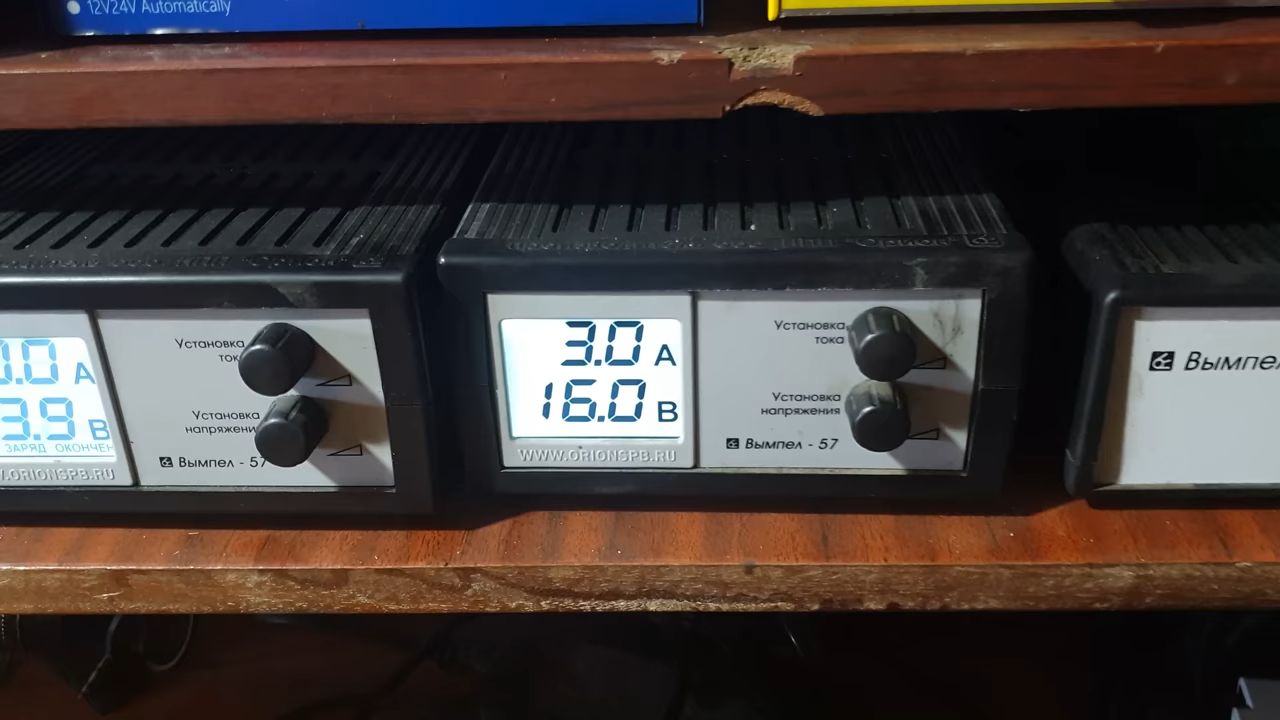 12V24V Automatically
.0 А
3.9 В
ЗАРЯД ОКОНЧЕН
W.ORIONSPB.RU
Установка
тока
Установка
напряжения
Вымпел - 57
3.0 А
16.0 В
WWW.ORIONSPB.RU
Установка
тока
Установка
напряжения
Вымпел - 57
Вымпел